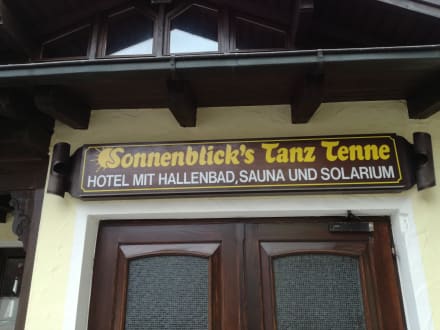 Sonnenblick's Tanz Tenne
HOTEL MIT HALLENBAD, SAUNA UND SOLARIUM